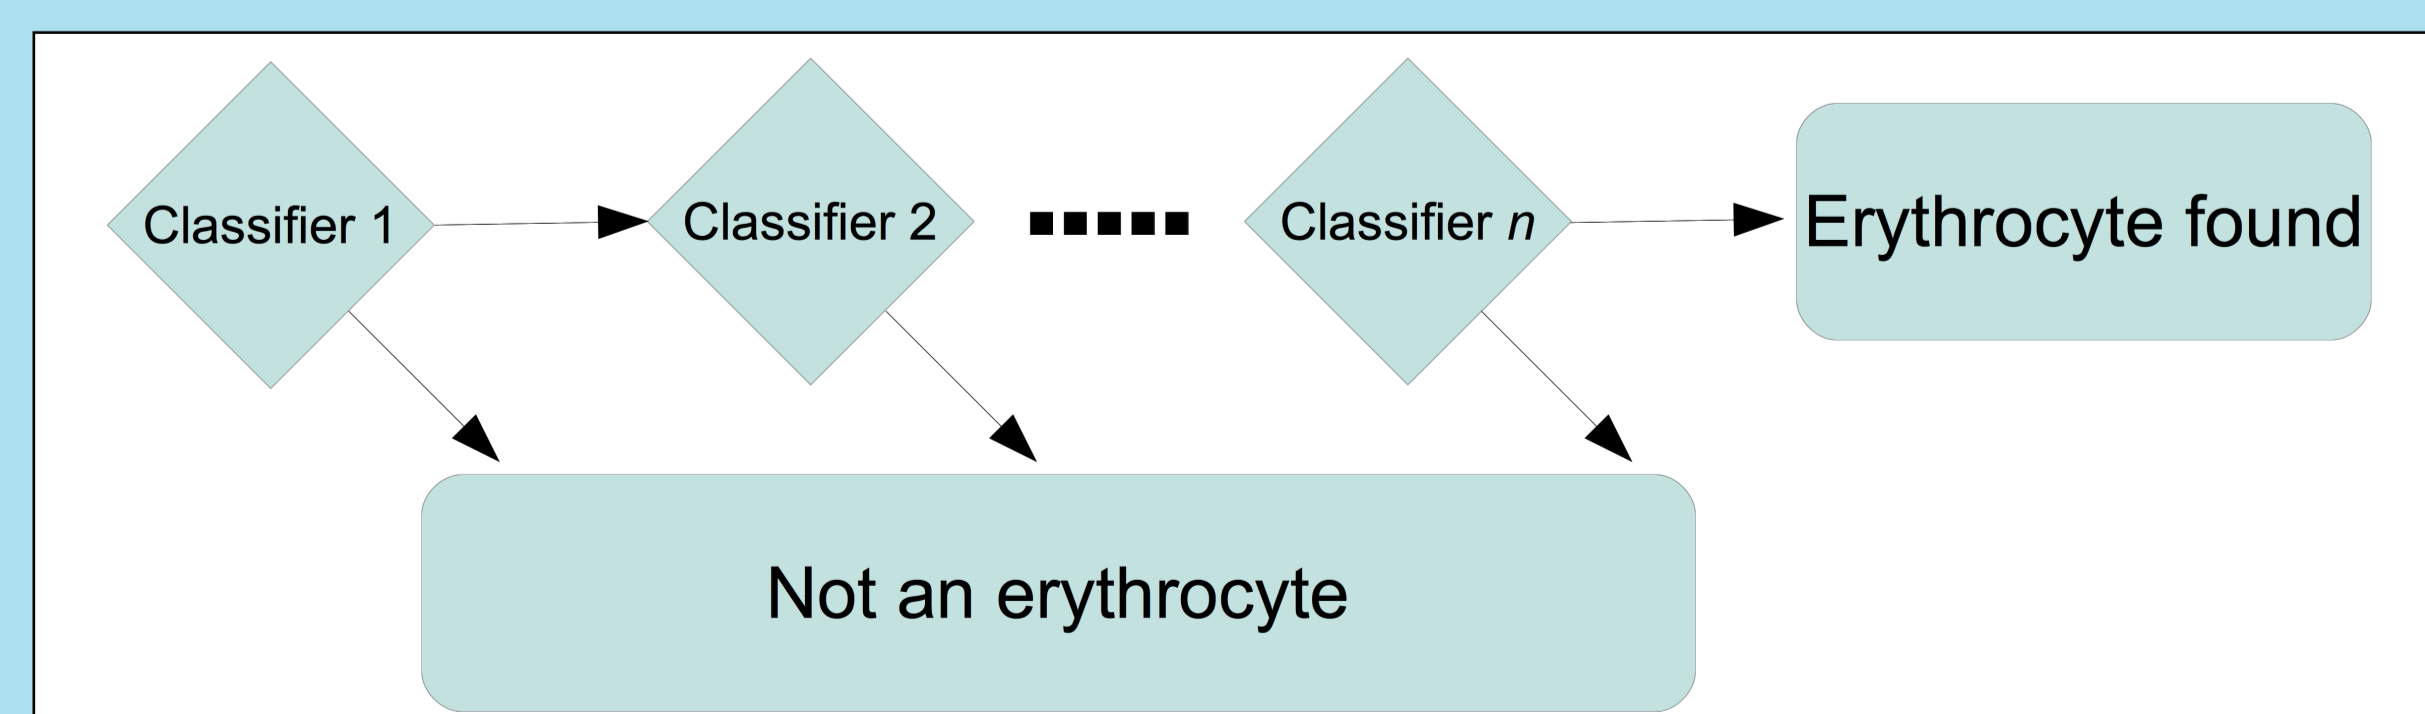 Classifier 1
Classifier 2
Classifier n
Erythrocyte found
Not an erythrocyte